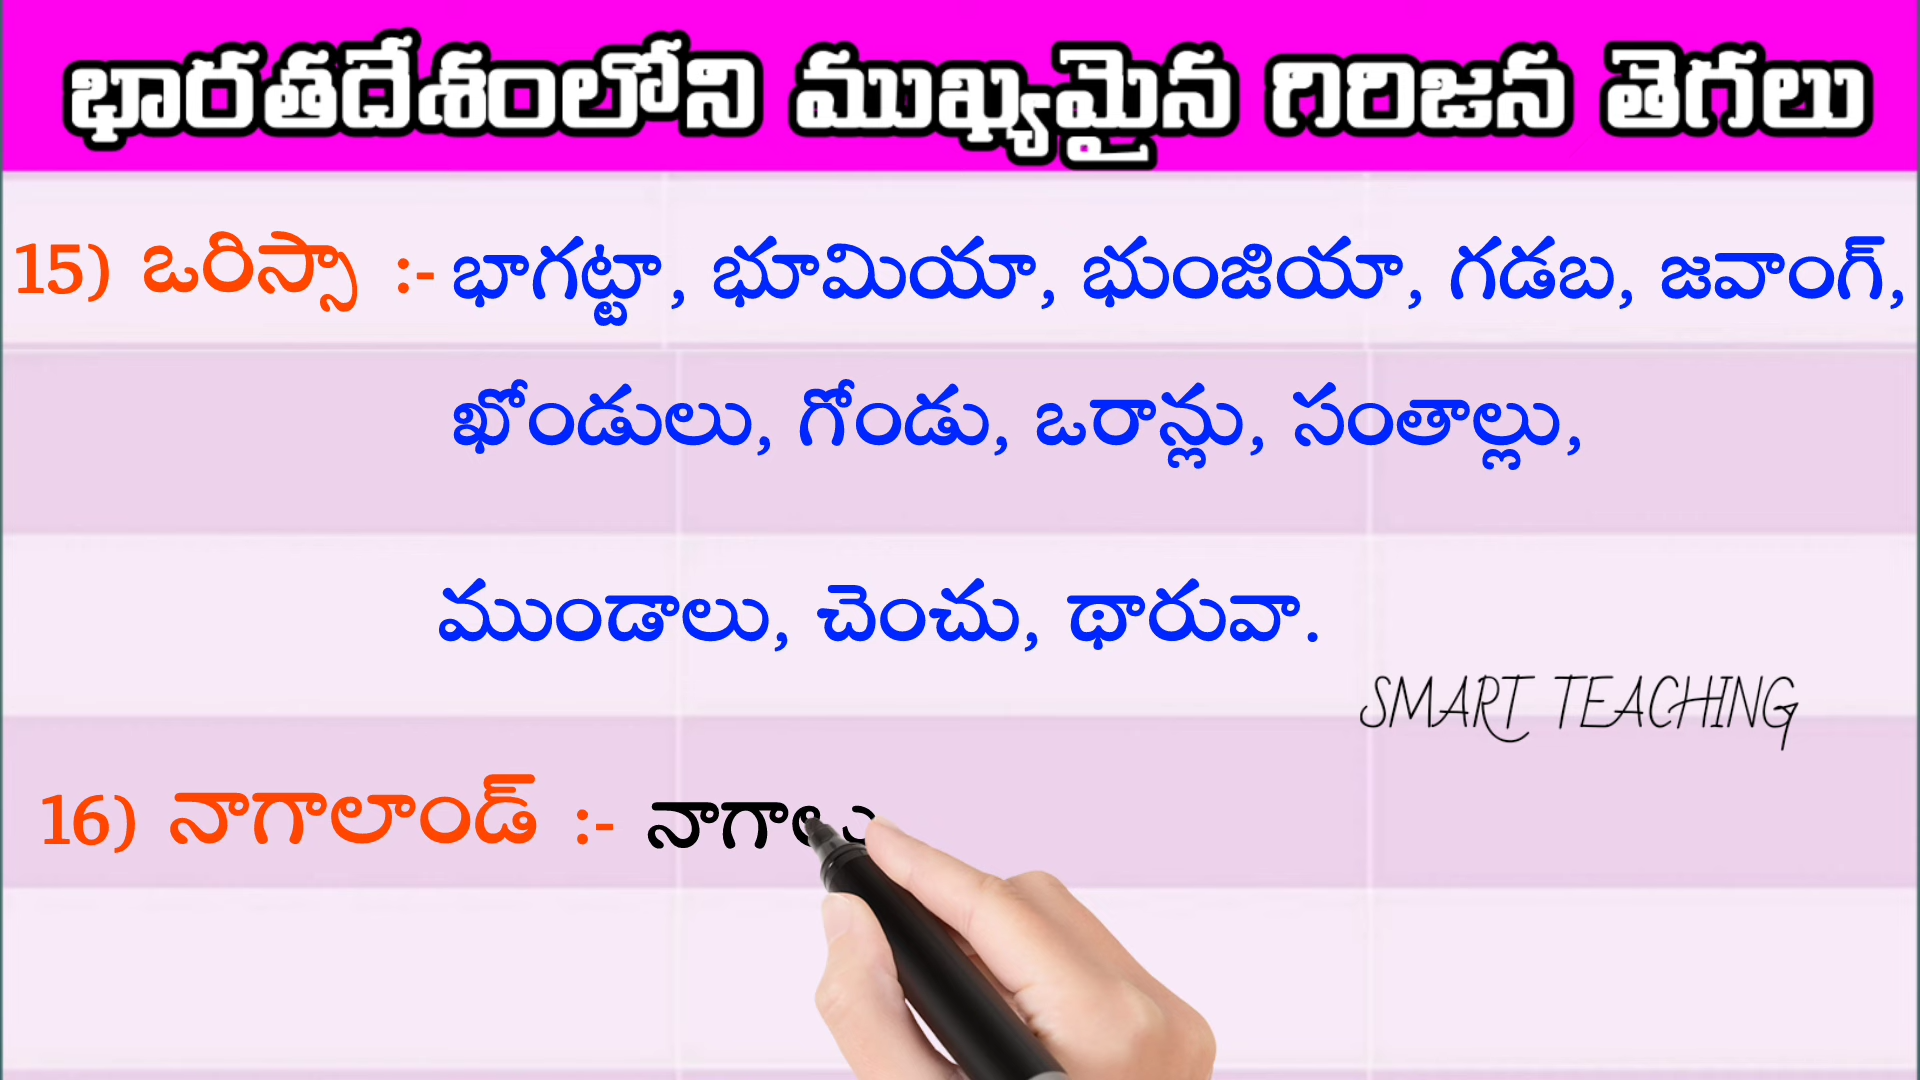 భారతదేశంలోని ముఖ్యమైన గిరిజన తెగలు
15) ఒరిస్సా :- భాగట్టా, భూమియా, భుంజియా, గడబ, జవాంగ్,
ఖోండులు, గోండు, ఒరాన్లు, సంతాల్లు,
ముండాలు, చెంచు, థారువా.
SMART TEACHING
16) నాగాలాండ్ :- నాగాలు